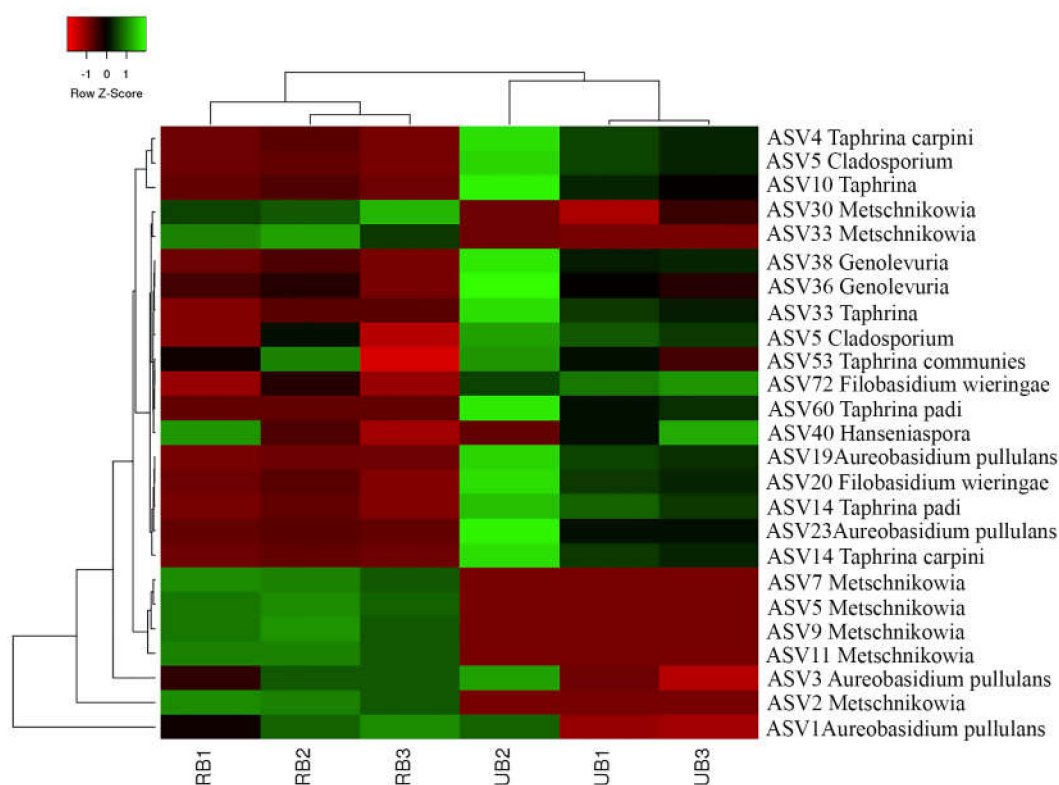 -1 0 1
Row Z-Score
ASV4 Taphrina carpini
ASV5 Cladosporium
ASV10 Taphrina
ASV30 Metschnikowia
ASV33 Metschnikowia
ASV38 Genolevuria
ASV36 Genolevuria
ASV33 Taphrina
ASV5 Cladosporium
ASV53 Taphrina communies
ASV72 Filobasidium wieringae
ASV60 Taphrina padi
ASV40 Hanseniaspora
ASV19Aureobasidium pullulans
ASV20 Filobasidium wieringae
ASV14 Taphrina padi
ASV23Aureobasidium pullulans
ASV14 Taphrina carpini
ASV7 Metschnikowia
ASV5 Metschnikowia
ASV9 Metschnikowia
ASV11 Metschnikowia
ASV3 Aureobasidium pullulans
ASV2 Metschnikowia
ASV1Aureobasidium pullulans
RB1
RB2
RB3
UB2
UB1
UB3